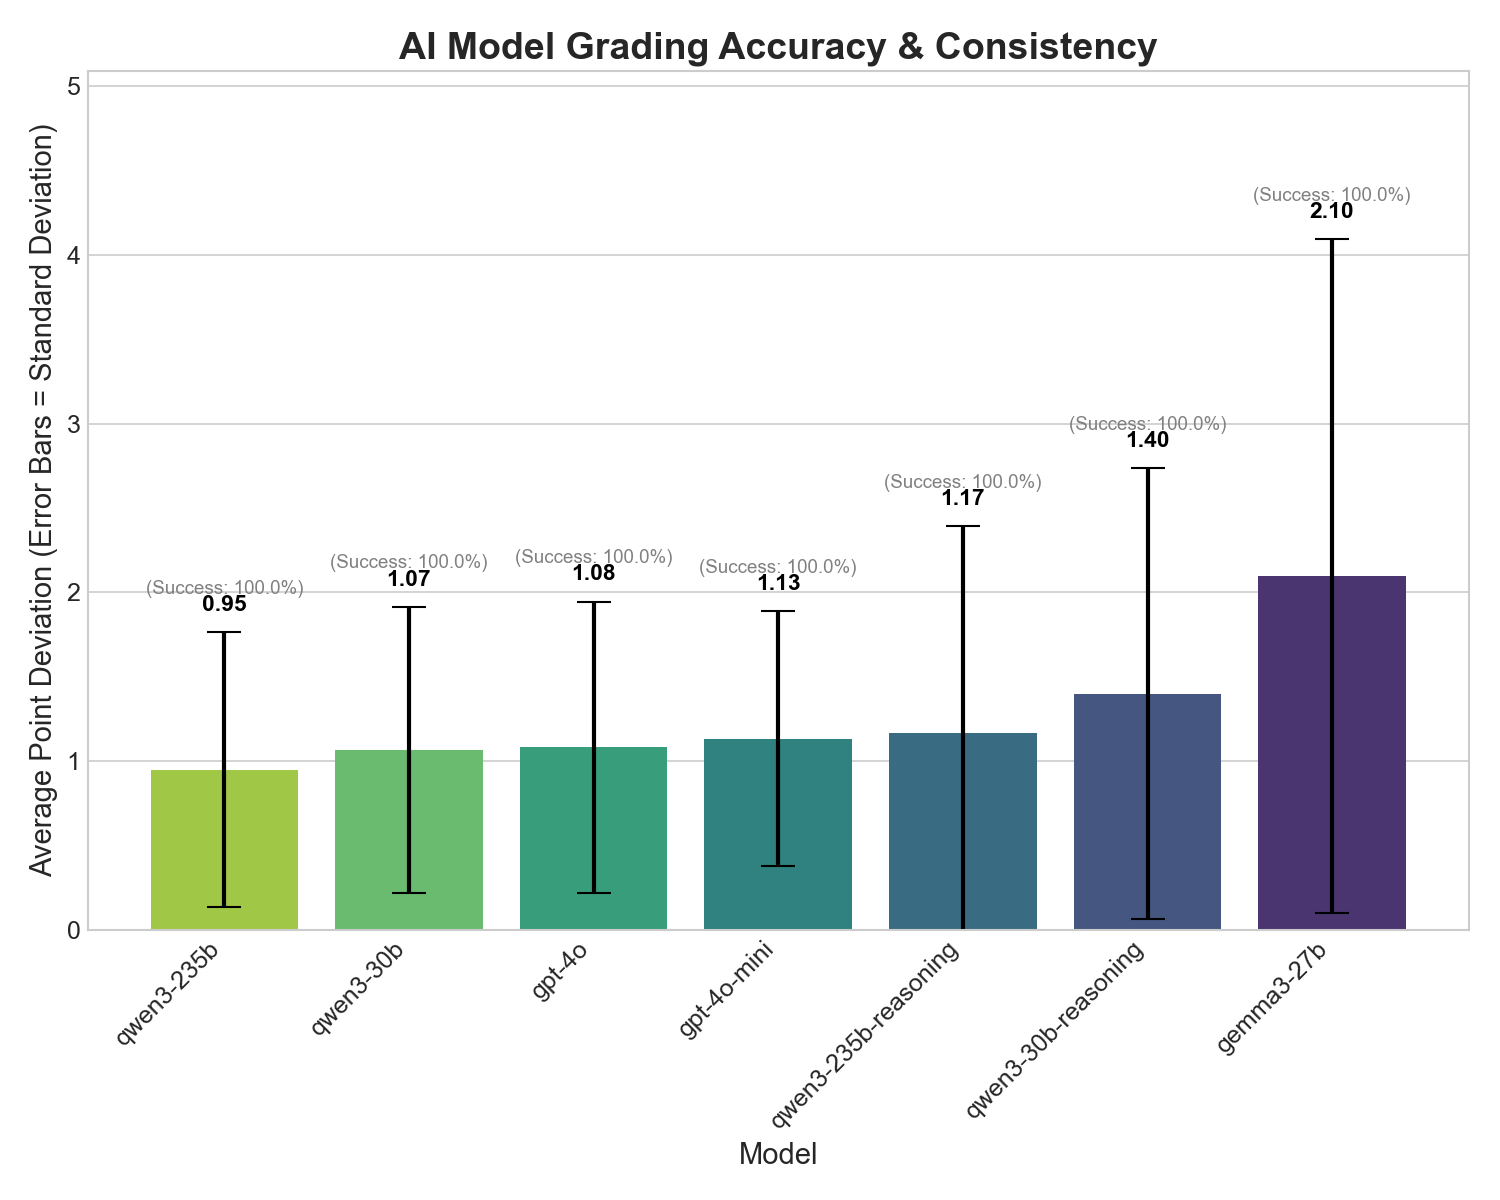 AI Model Grading Accuracy & Consistency
Average Point Deviation (Error Bars = Standard Deviation)
5
4
3
2
1
0
(Success: 100.0%)
0.95
(Success: 100.0%)
1.07
(Success: 100.0%)
1.08
(Success: 100.0%)
1.13
(Success: 100.0%)
1.17
(Success: 100.0%)
1.40
(Success: 100.0%)
2.10
qwen3-235b
qwen3-30b
gpt-4o
gpt-4o-mini
qwen3-235b-reasoning
qwen3-30b-reasoning
gemma3-27b
Model